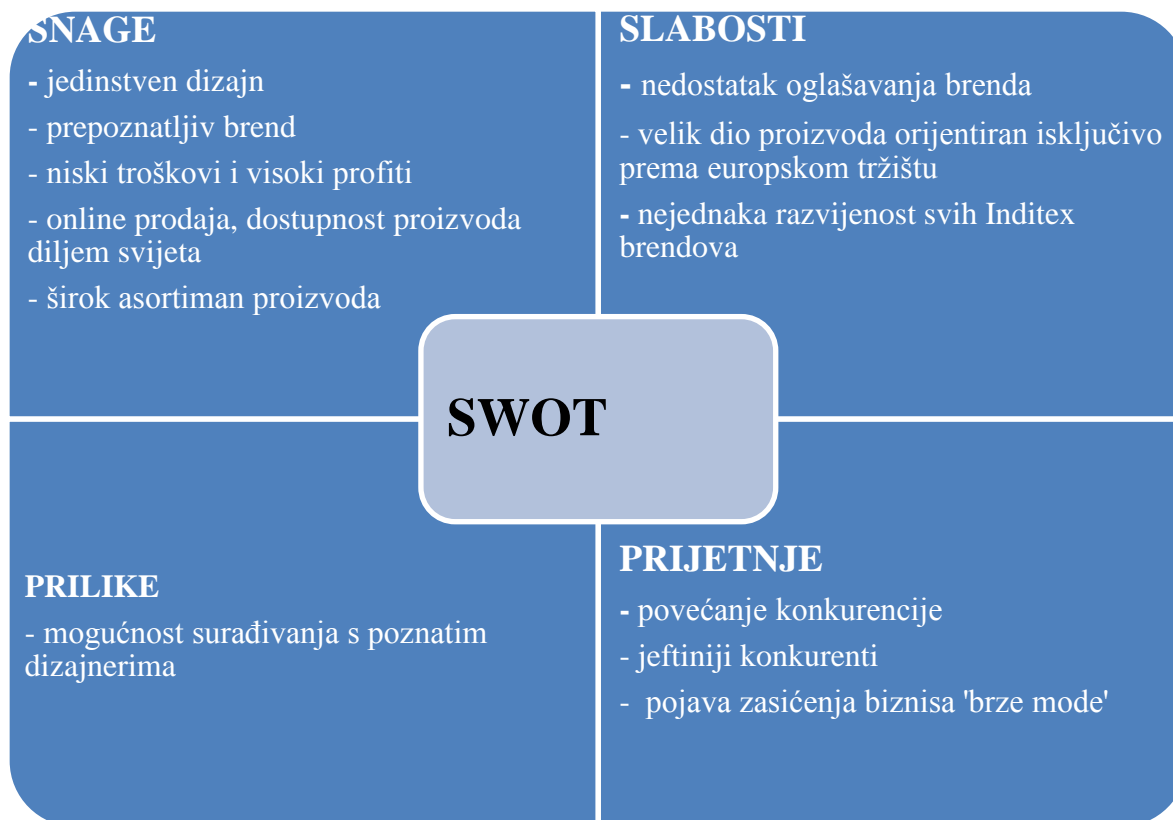 SNAGE
- jedinstven dizajn
- prepoznatljiv brend
- niski troškovi i visoki profiti
- online prodaja, dostupnost proizvoda
diljem svijeta
- širok asortiman proizvoda
SLABOSTI
- nedostatak oglašavanja brenda
- velik dio proizvoda orijentiran isključivo
prema europskom tržištu
- nejednaka razvijenost svih Inditex
brendova
SWOT
PRILIKE
- mogućnost surađivanja s poznatim
dizajnerima
PRIJETNJE
- povećanje konkurencije
- jeftiniji konkurenti
- pojava zasićenja biznisa 'brze mode'